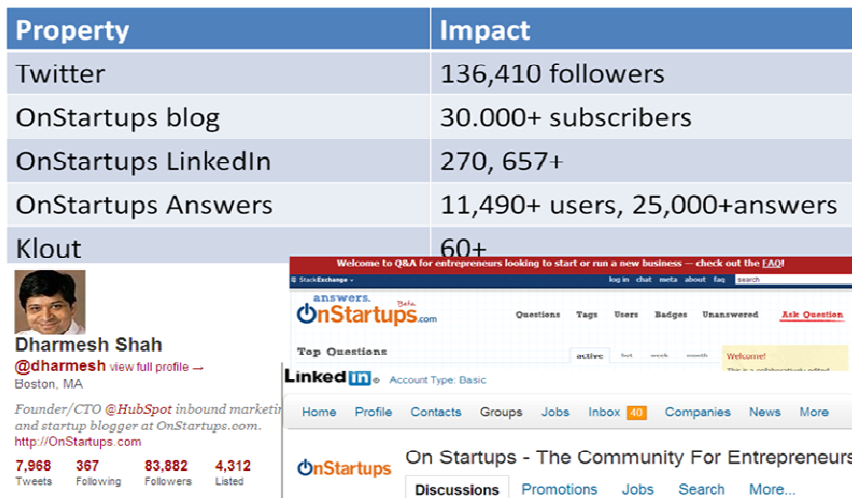 Property Impact
Twitter 136,410 followers
OnStartups blog 30.000+ subscribers
OnStartups LinkedIn 270, 657+
OnStartups Answers 11,490+ users, 25,000+answers
Klout 60+
Welcome to Q&A for entrepreneurs looking to start or run a new business — check out the FAQ!
StackExchange log in chat meta about faq search
answers.
Beta
OnStartups.com
Questions Tags Users Badges Unanswered Ask Question
Top Questions active hot week month Welcome!
Dharmesh Shah
@dharmesh view full profile →
Boston, MA
Founder/CTO @HubSpot inbound marketin
and startup blogger at OnStartups.com.
http://OnStartups.com
7,968 367 83,882 4,312
Tweets Following Followers Listed
Linked in Account Type: Basic
Home Profile Contacts Groups Jobs Inbox 40 Companies News More
OnStartups On Startups - The Community For Entrepreneurs
Discussions Promotions Jobs Search More...